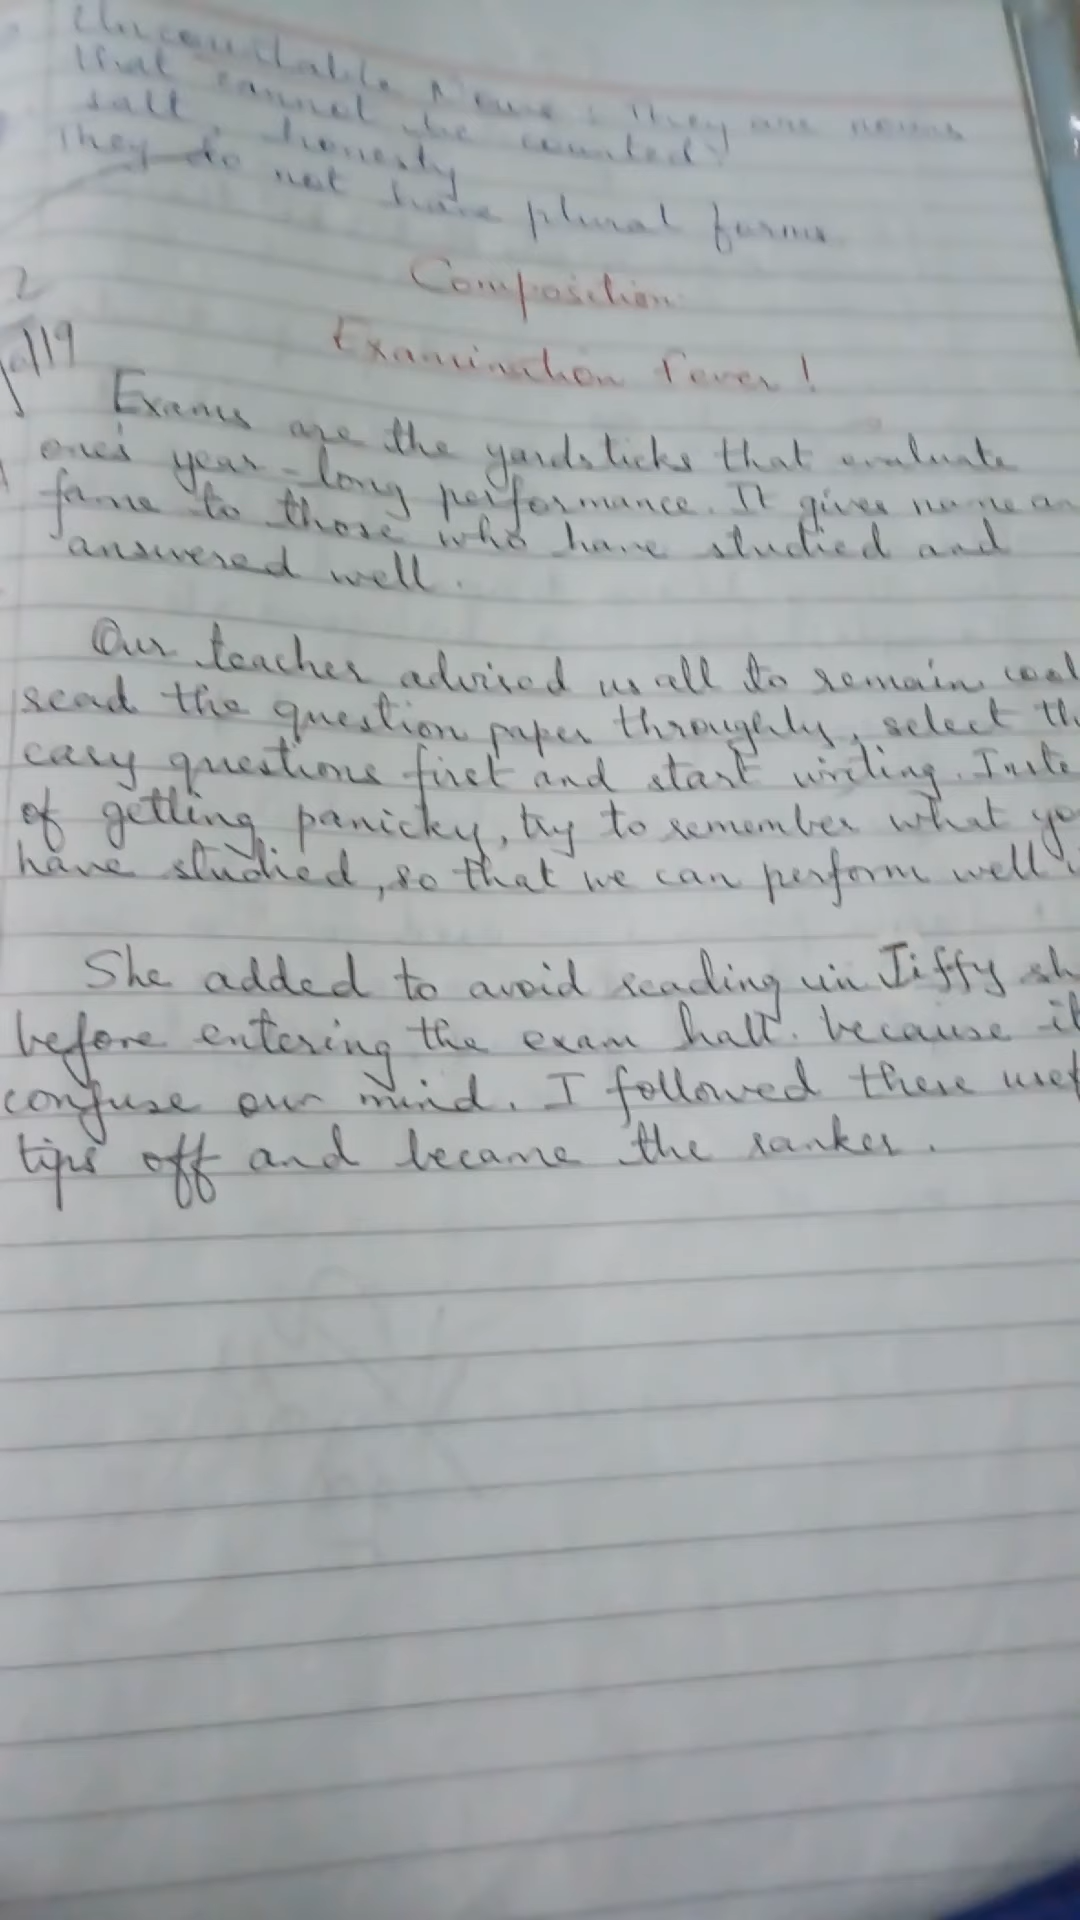 Uncountable Nouns : They are nouns
that cannot be counted.
salt, honesty
They do not have plural forms
2
Composition
/19
Examination Fever!
Exams are the yardsticks that evaluate
one's year-long performance. It gives name an
fame to those who have studied and
answered well.
Our teacher advised us all to remain cool
read the question paper throughly, select th
easy questions first and start writing. Inste
of getting panicky, try to remember what yo
have studied, so that we can perform well
She added to avoid reading in Jiffy sh
before entering the exam hall. because it
confuse our mind. I followed these usef
tips off and became the ranker.